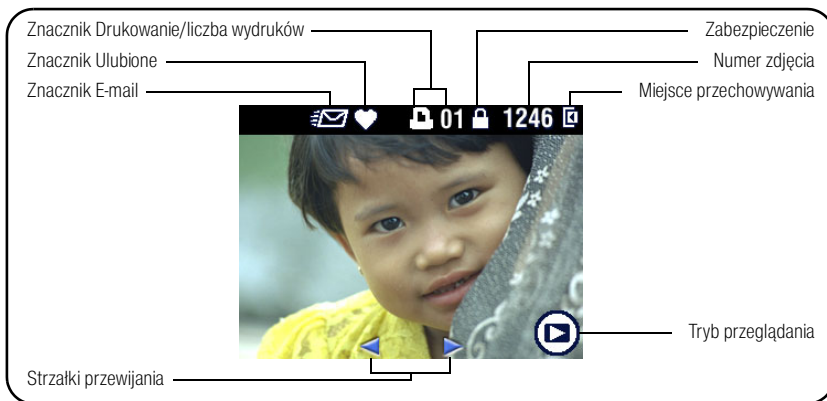 Znacznik Drukowanie/liczba wydruków
Znacznik Ulubione
Znacznik E-mail
Zabezpieczenie
Numer zdjęcia
Miejsce przechowywania
01 1246
Tryb przeglądania
Strzałki przewijania